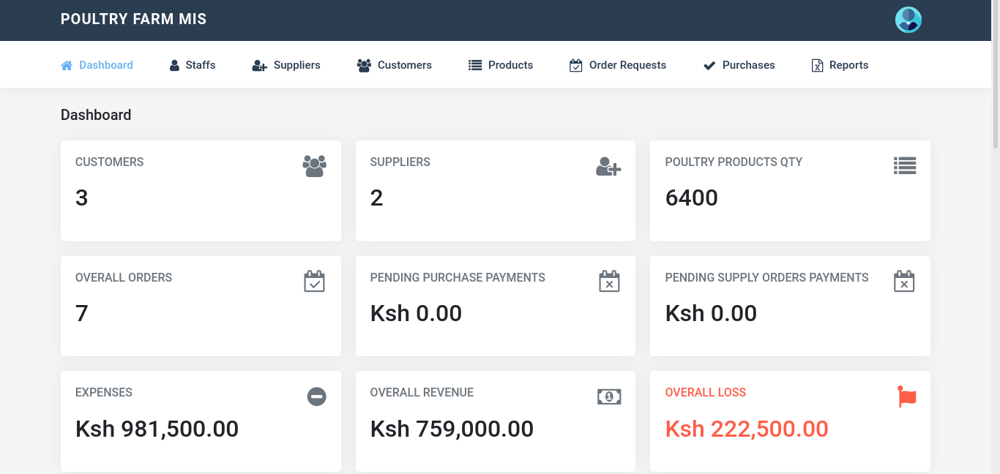 POULTRY FARM MIS
Dashboard Staffs Suppliers Customers Products Order Requests Purchases Reports
Dashboard
CUSTOMERS SUPPLIERS POULTRY PRODUCTS QTY
3 2 6400
OVERALL ORDERS PENDING PURCHASE PAYMENTS PENDING SUPPLY ORDERS PAYMENTS
7 Ksh 0.00 Ksh 0.00
EXPENSES OVERALL REVENUE OVERALL LOSS
Ksh 981,500.00 Ksh 759,000.00 Ksh 222,500.00